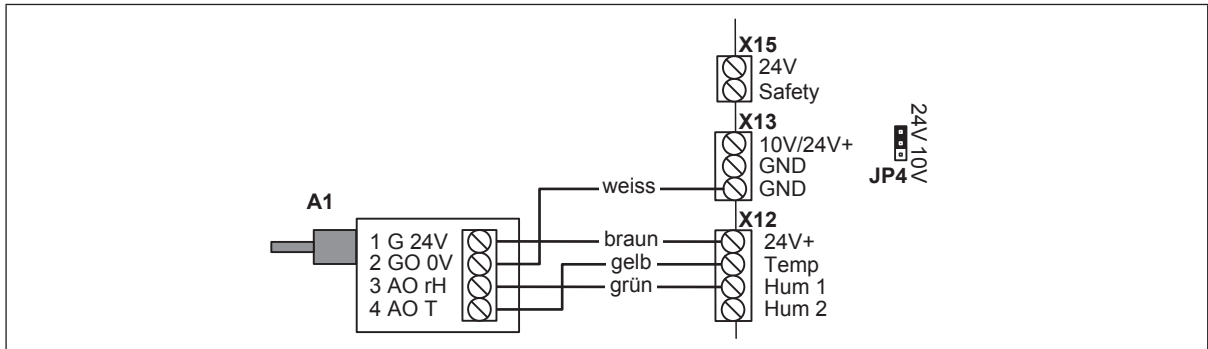 X15
24V
Safety
X13
10V/24V+
GND
GND
24V 10V
JP4
weiss
A1
X12
1 G 24V
2 GO 0V
3 AO rH
4 AO T
braun
gelb
grün
24V+
Temp
Hum 1
Hum 2